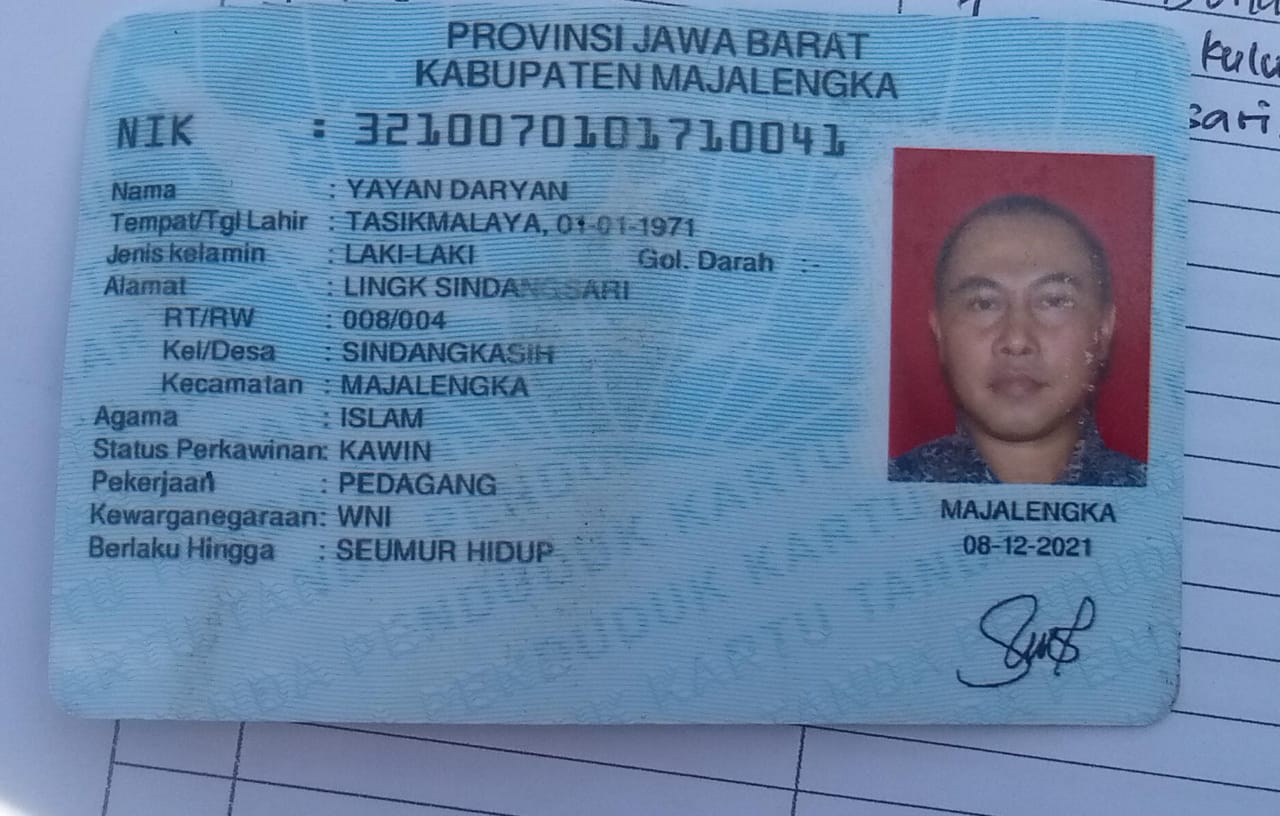 PROVINSI JAWA BARAT
KABUPATEN MAJALENGKA
NIK : 3210070101710041
Nama : YAYAN DARYAN
Tempat/Tgl Lahir : TASIKMALAYA, 01-01-1971
Jenis kelamin : LAKI-LAKI Gol. Darah :
Alamat : LINGK SINDANGSARI
RT/RW : 008/004
Kel/Desa : SINDANGKASIH
Kecamatan : MAJALENGKA
Agama : ISLAM
Status Perkawinan: KAWIN
Pekerjaan : PEDAGANG
Kewarganegaraan: WNI
Berlaku Hingga : SEUMUR HIDUP
MAJALENGKA
08-12-2021